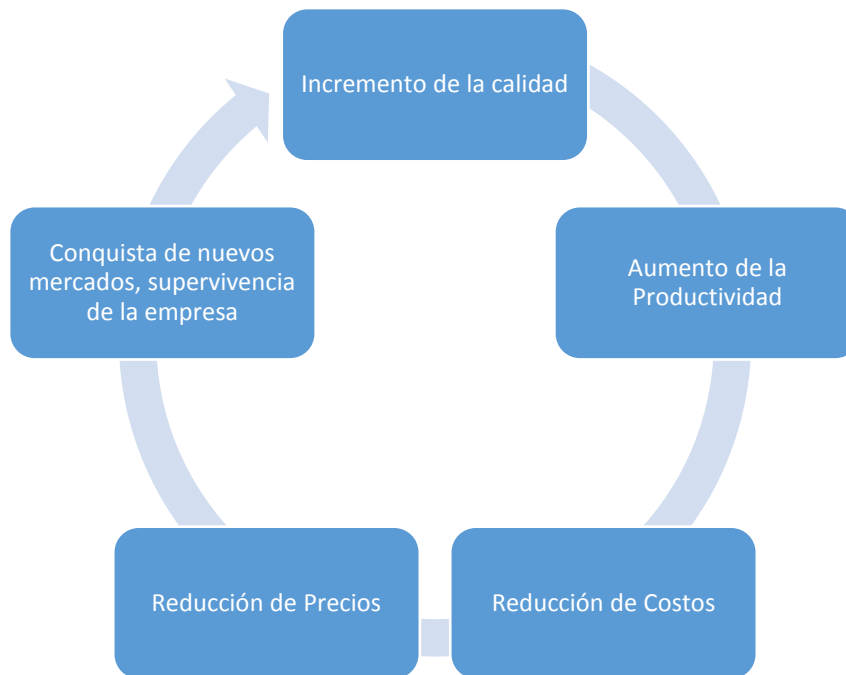 Incremento de la calidad
Aumento de la
Productividad
Reducción de Costos
Reducción de Precios
Conquista de nuevos
mercados, supervivencia
de la empresa